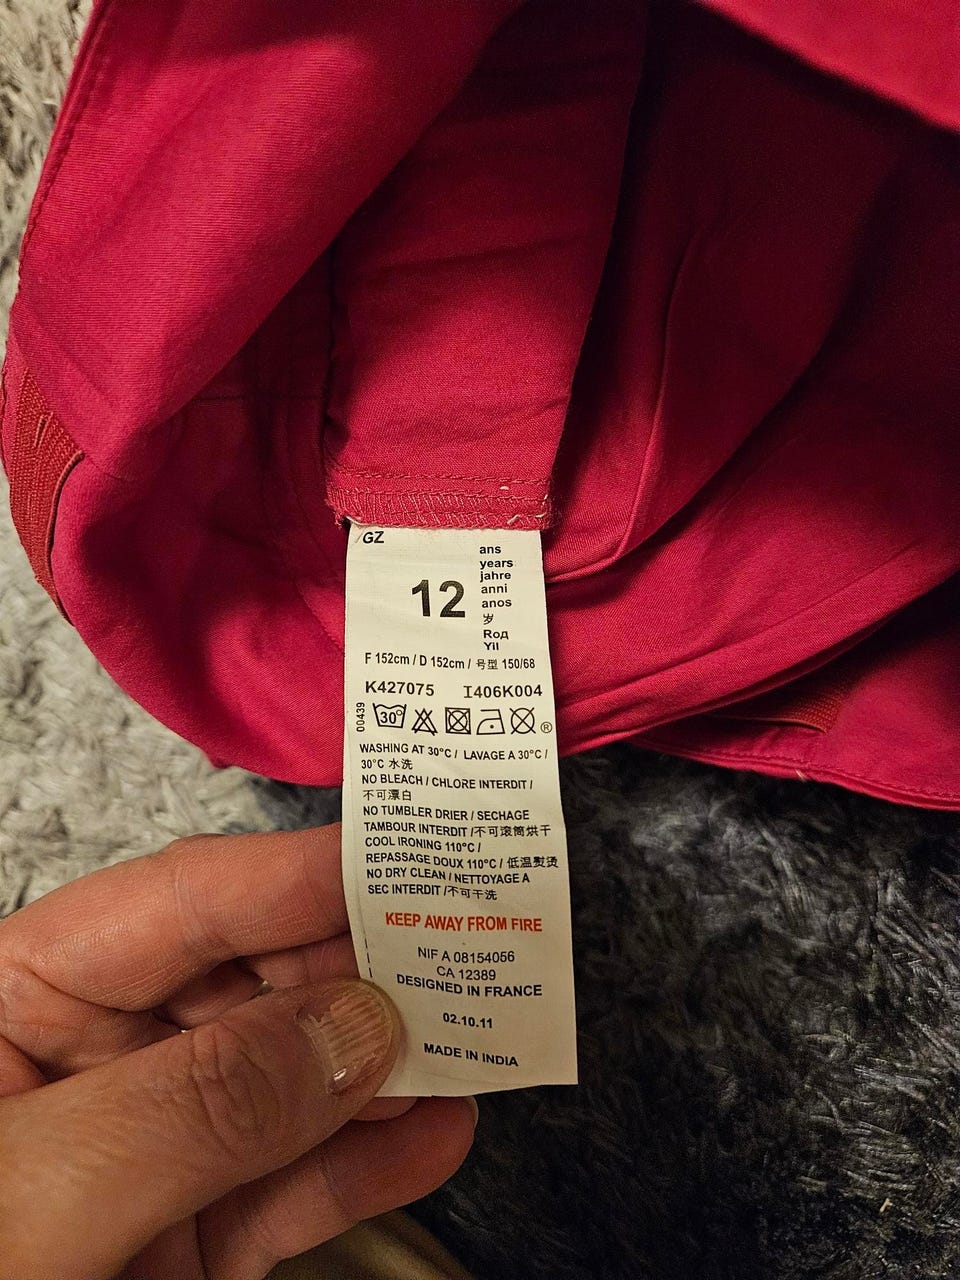 GZ
12
ans
years
jahre
anni
anos
岁
Roд
Yil
F 152cm / D 152cm / 号型 150/68
K427075 I406K004
00439
30°
®
WASHING AT 30°C / LAVAGE A 30°C /
30°C 水洗
NO BLEACH / CHLORE INTERDIT /
不可漂白
NO TUMBLER DRIER / SECHAGE
TAMBOUR INTERDIT /不可滚筒烘干
COOL IRONING 110°C /
REPASSAGE DOUX 110°C / 低温熨烫
NO DRY CLEAN / NETTOYAGE A
SEC INTERDIT /不可干洗
KEEP AWAY FROM FIRE
NIF A 08154056
CA 12389
DESIGNED IN FRANCE
02.10.11
MADE IN INDIA